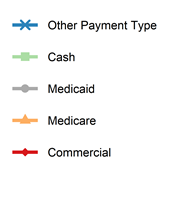 Other Payment Type
Cash
Medicaid
Medicare
Commercial